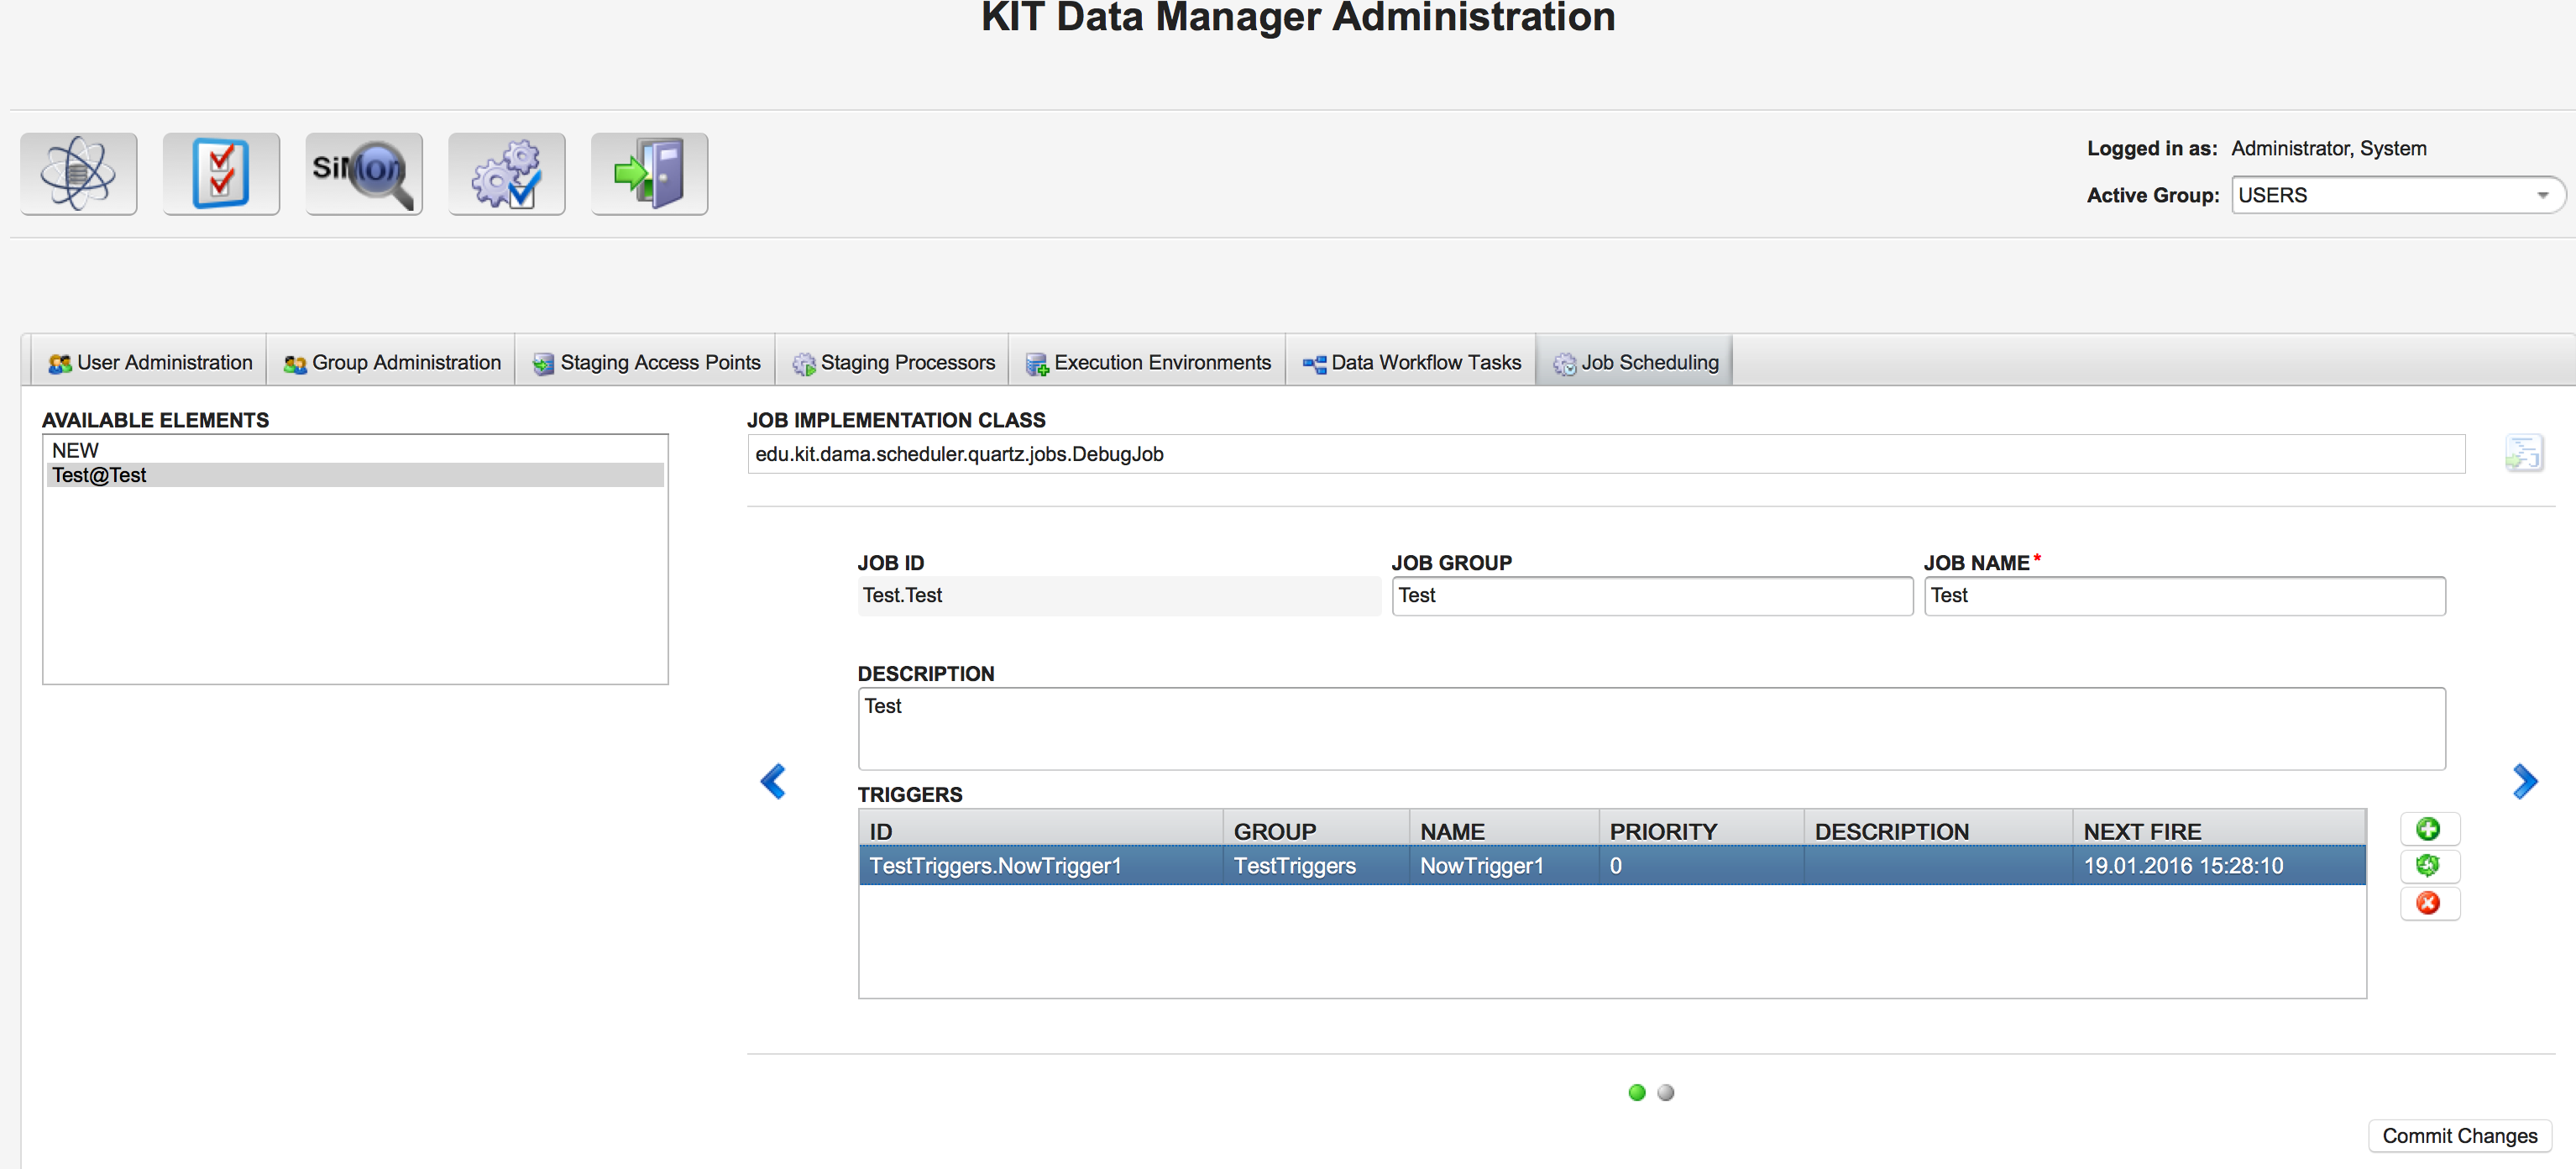 KIT Data Manager Administration
SiMon
Logged in as: Administrator, System
Active Group: USERS
User Administration Group Administration Staging Access Points Staging Processors Execution Environments Data Workflow Tasks Job Scheduling
AVAILABLE ELEMENTS
NEW
Test@Test
JOB IMPLEMENTATION CLASS
edu.kit.dama.scheduler.quartz.jobs.DebugJob
JOB ID JOB GROUP JOB NAME*
Test.Test Test Test
DESCRIPTION
Test
TRIGGERS
ID GROUP NAME PRIORITY DESCRIPTION NEXT FIRE
TestTriggers.NowTrigger1 TestTriggers NowTrigger1 0 19.01.2016 15:28:10
Commit Changes